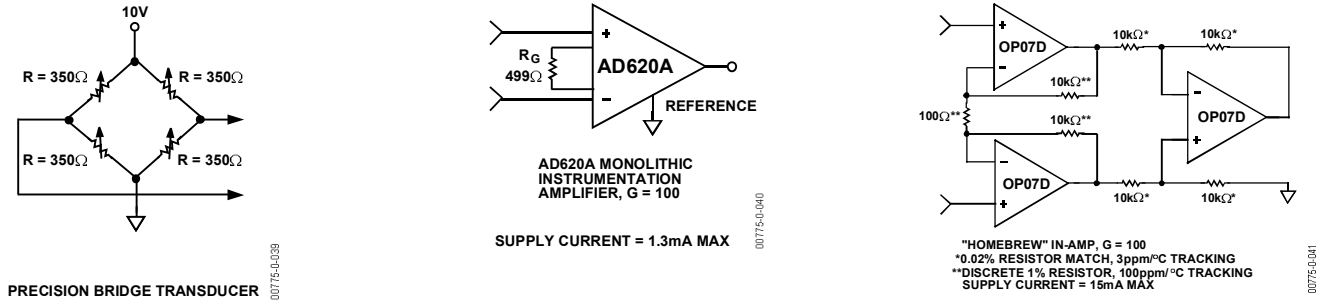 10V
R = 350Ω
R = 350Ω
R = 350Ω
R = 350Ω
PRECISION BRIDGE TRANSDUCER
00775-0-039
+
RG
499Ω
AD620A
–
REFERENCE
AD620A MONOLITHIC
INSTRUMENTATION
AMPLIFIER, G = 100
SUPPLY CURRENT = 1.3mA MAX
00775-0-040
+
OP07D
–
10kΩ*
10kΩ*
10kΩ**
100Ω**
10kΩ**
–
OP07D
+
–
OP07D
+
10kΩ*
10kΩ*
"HOMEBREW" IN-AMP, G = 100
*0.02% RESISTOR MATCH, 3ppm/°C TRACKING
**DISCRETE 1% RESISTOR, 100ppm/°C TRACKING
SUPPLY CURRENT = 15mA MAX
00775-0-041